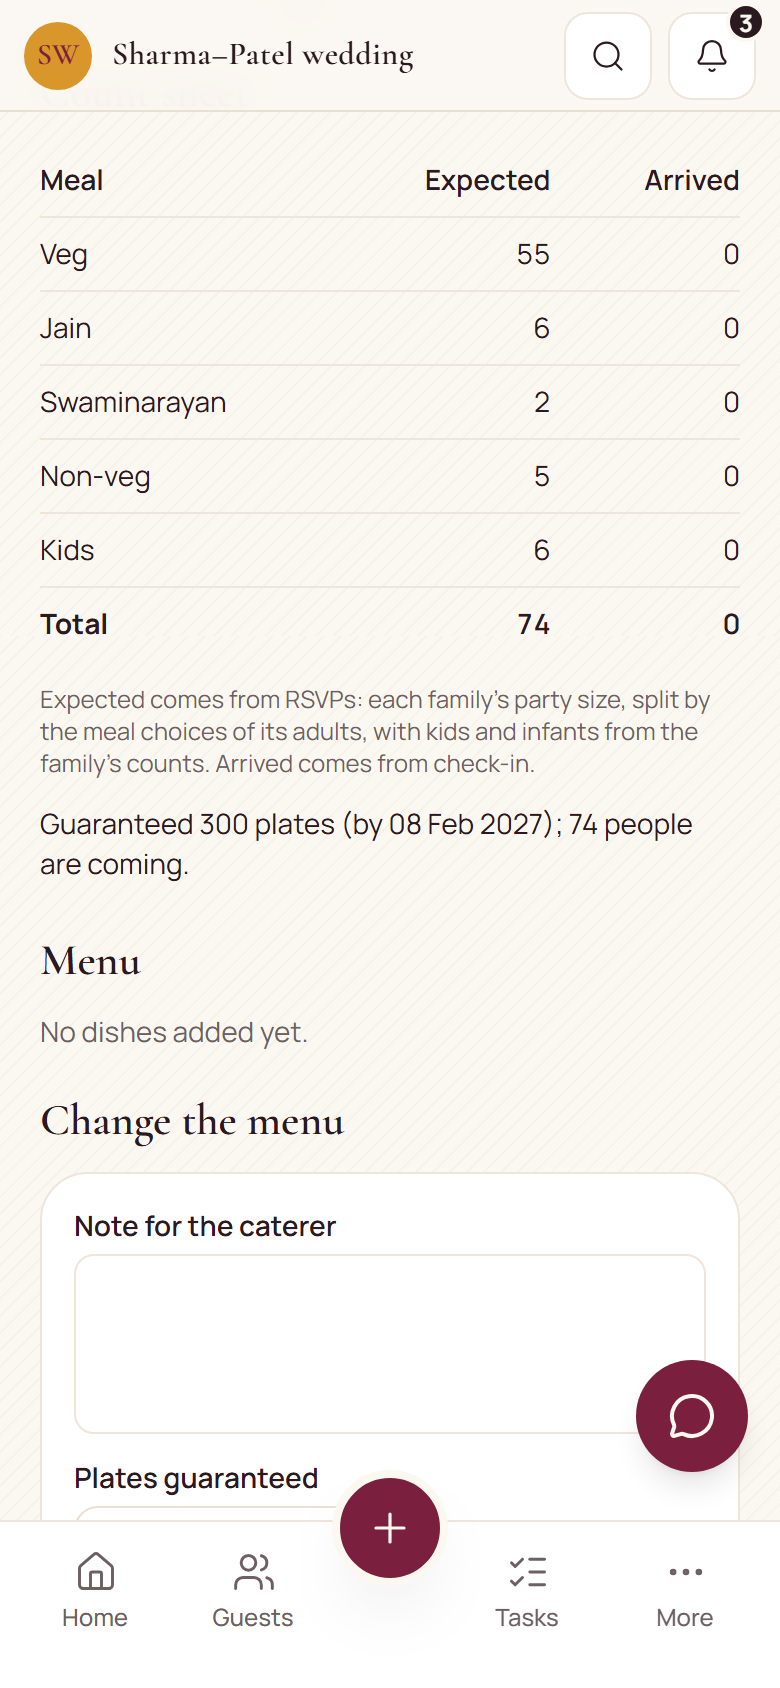 SW
Sharma–Patel wedding
3
Meal Expected Arrived
Veg 55 0
Jain 6 0
Swaminarayan 2 0
Non-veg 5 0
Kids 6 0
Total 74 0
Expected comes from RSVPs: each family's party size, split by
the meal choices of its adults, with kids and infants from the
family's counts. Arrived comes from check-in.
Guaranteed 300 plates (by 08 Feb 2027); 74 people
are coming.
Menu
No dishes added yet.
Change the menu
Note for the caterer
Plates guaranteed
Home Guests Tasks More